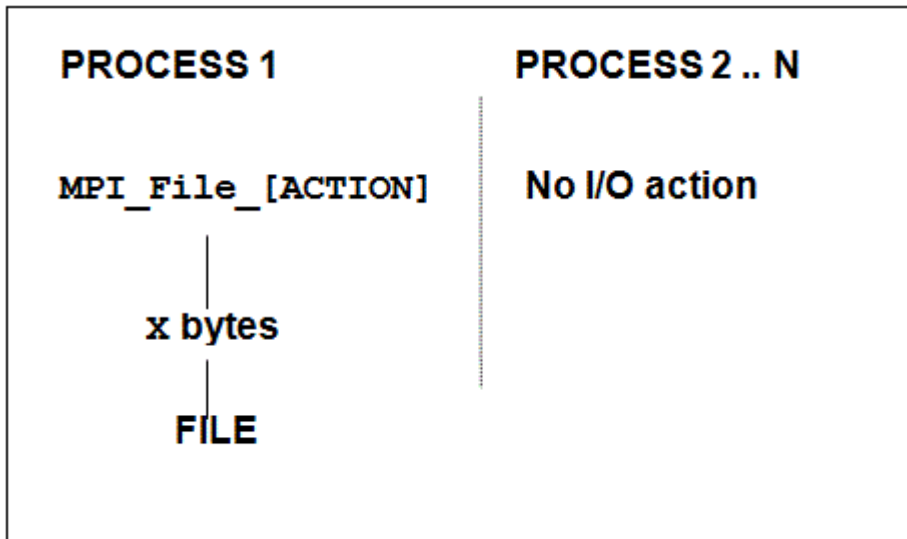 PROCESS 1
PROCESS 2 .. N
MPI_File_[ACTION]
No I/O action
x bytes
FILE